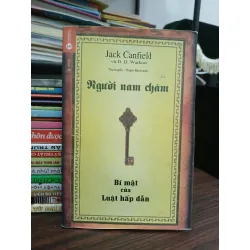 Jack Canfield
và D. D. Watkins
Người nam châm
Bí mật
của
Luật hấp dẫn